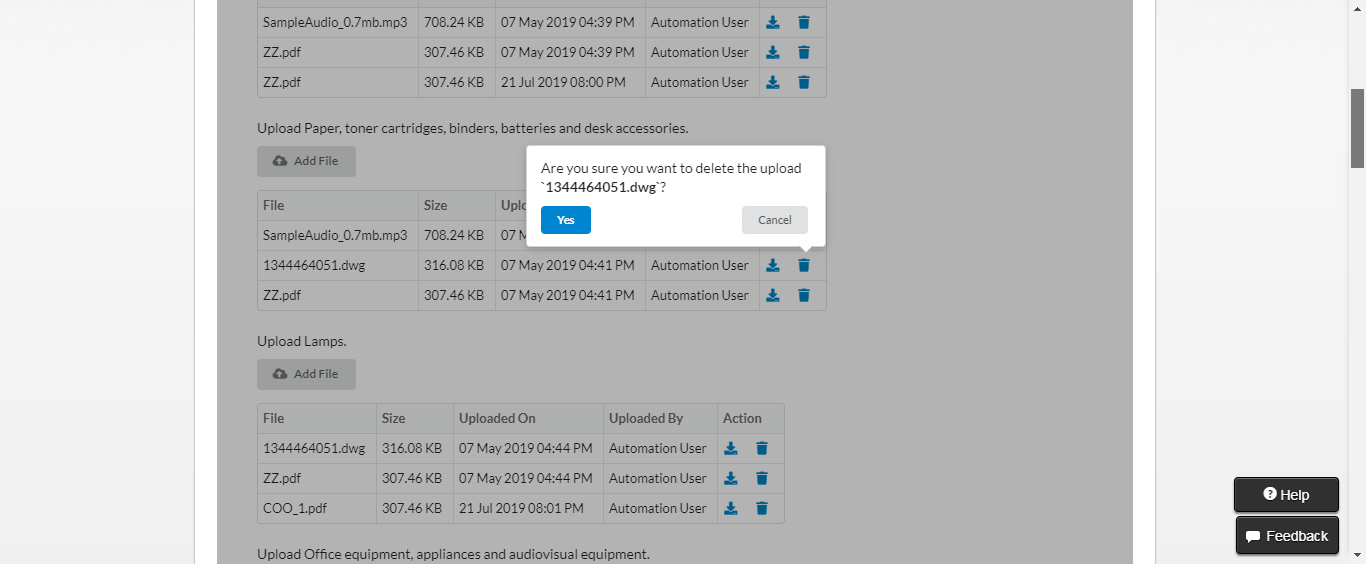 SampleAudio_0.7mb.mp3 708.24 KB 07 May 2019 04:39 PM Automation User
ZZ.pdf 307.46 KB 07 May 2019 04:39 PM Automation User
ZZ.pdf 307.46 KB 21 Jul 2019 08:00 PM Automation User
Upload Paper, toner cartridges, binders, batteries and desk accessories.
Add File
Are you sure you want to delete the upload
`1344464051.dwg`?
Yes Cancel
File Size
SampleAudio_0.7mb.mp3 708.24 KB 07
1344464051.dwg 316.08 KB 07 May 2019 04:41 PM Automation User
ZZ.pdf 307.46 KB 07 May 2019 04:41 PM Automation User
Upload Lamps.
Add File
File Size Uploaded On Uploaded By Action
1344464051.dwg 316.08 KB 07 May 2019 04:44 PM Automation User
ZZ.pdf 307.46 KB 07 May 2019 04:44 PM Automation User
COO_1.pdf 307.46 KB 21 Jul 2019 08:01 PM Automation User
Upload Office equipment, appliances and audiovisual equipment.
Help
Feedback